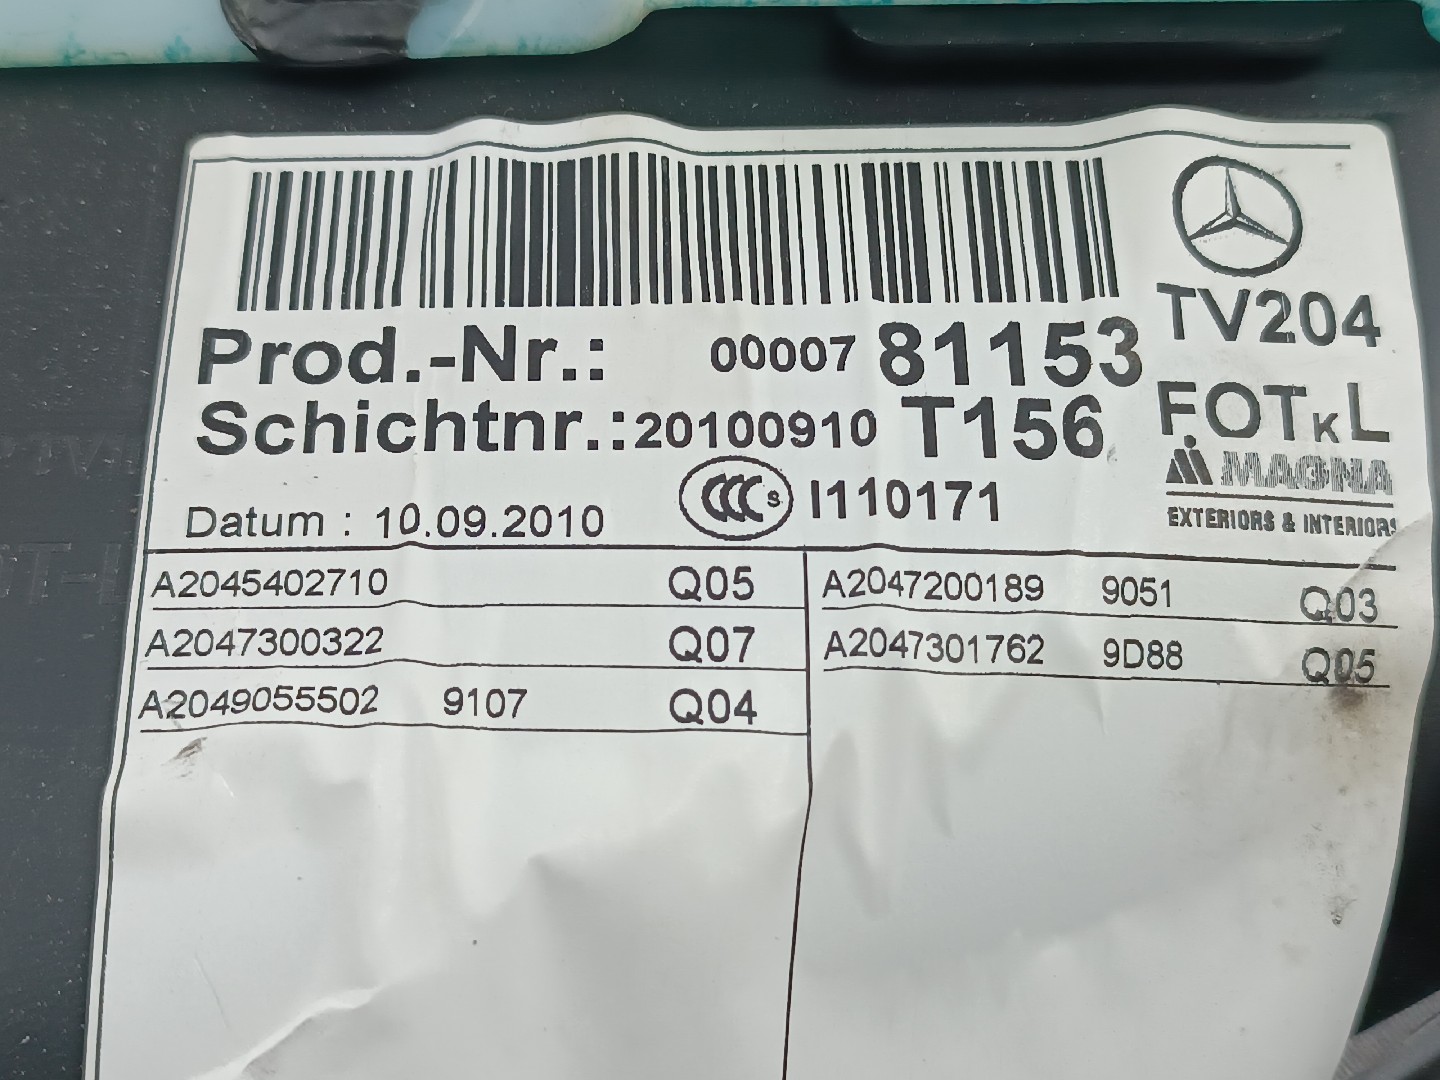 Prod.-Nr.: 00007 81153
TV204
Schichtnr.:20100910 T156
FOTKL
MAGNA
EXTERIORS & INTERIORS
Datum : 10.09.2010
CCC S I110171
A2045402710 Q05
A2047300322 Q07
A2049055502 9107 Q04
A2047200189 9051 Q03
A2047301762 9D88 Q05